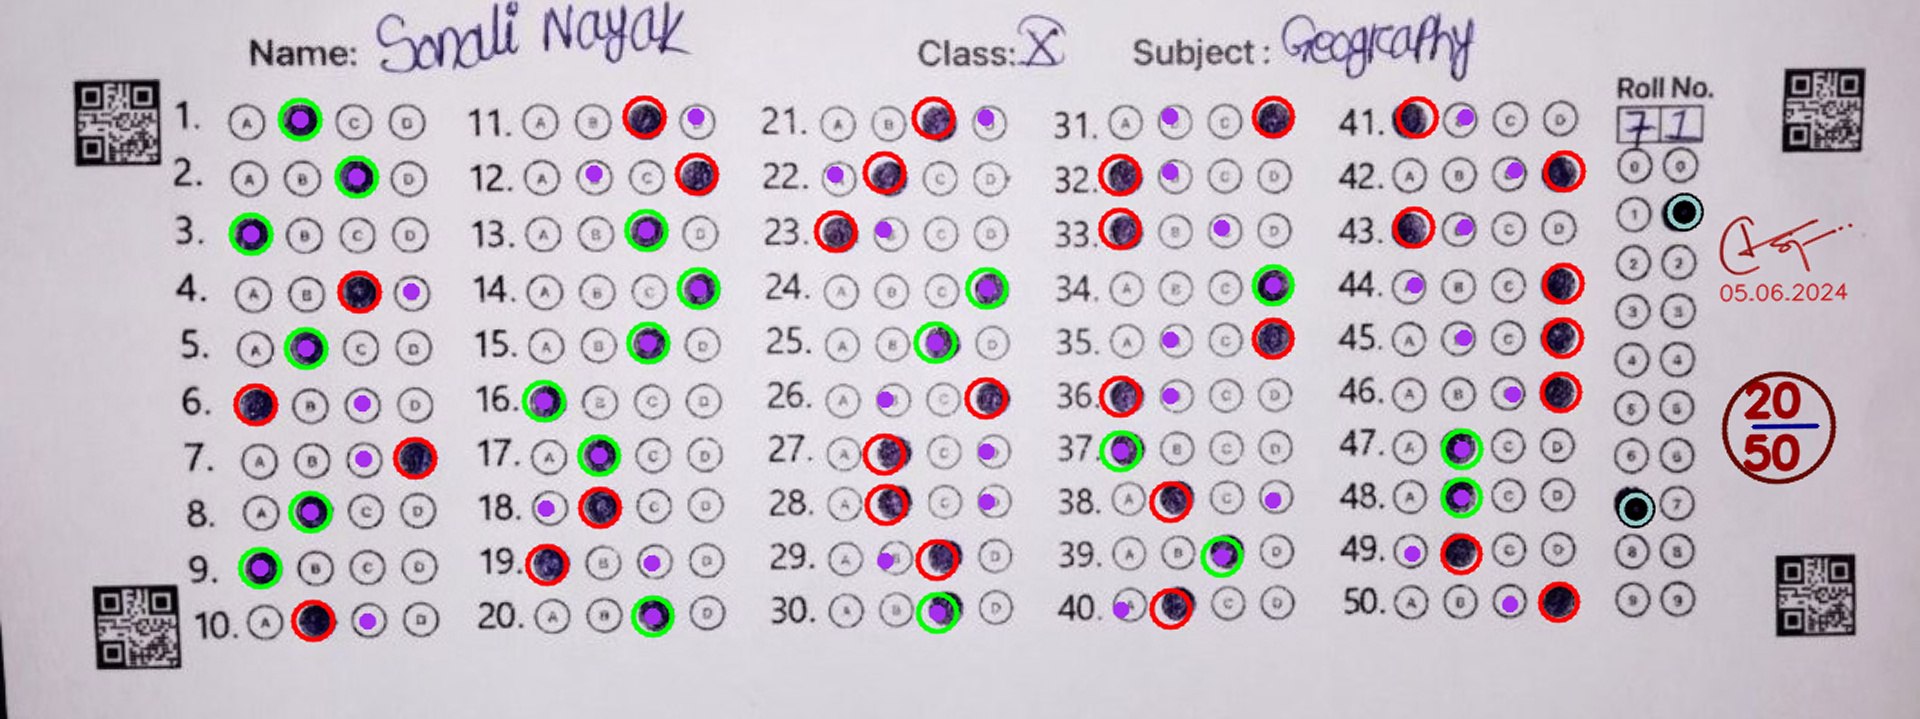 Name: Sonali Nayak Class: X Subject: Geography
Roll No.
7 1
1. A C D 11. A B D 21. A B D 31. A B C 41. B C D
2. A B D 12. A B C 22. A C D 32. B C D 42. A B C
3. B C D 13. A B D 23. B C D 33. B C D 43. B C D
4. A B D 14. A B C 24. A B C 34. A B C 44. A B C
5. A C D 15. A B D 25. A B D 35. A B C 45. A B C
6. B C D 16. B C D 26. A B C 36. B C D 46. A B C
7. A B C 17. A C D 27. A C D 37. B C D 47. A C D
8. A C D 18. A C D 28. A C D 38. A C D 48. A C D
9. B C D 19. B C D 29. A B D 39. A B D 49. A C D
10. A C D 20. A B D 30. A B D 40. A C D 50. A B C
0 0
1
2 2
3 3
4 4
5 5
6 6
7
8 8
9 9
05.06.2024
20
50